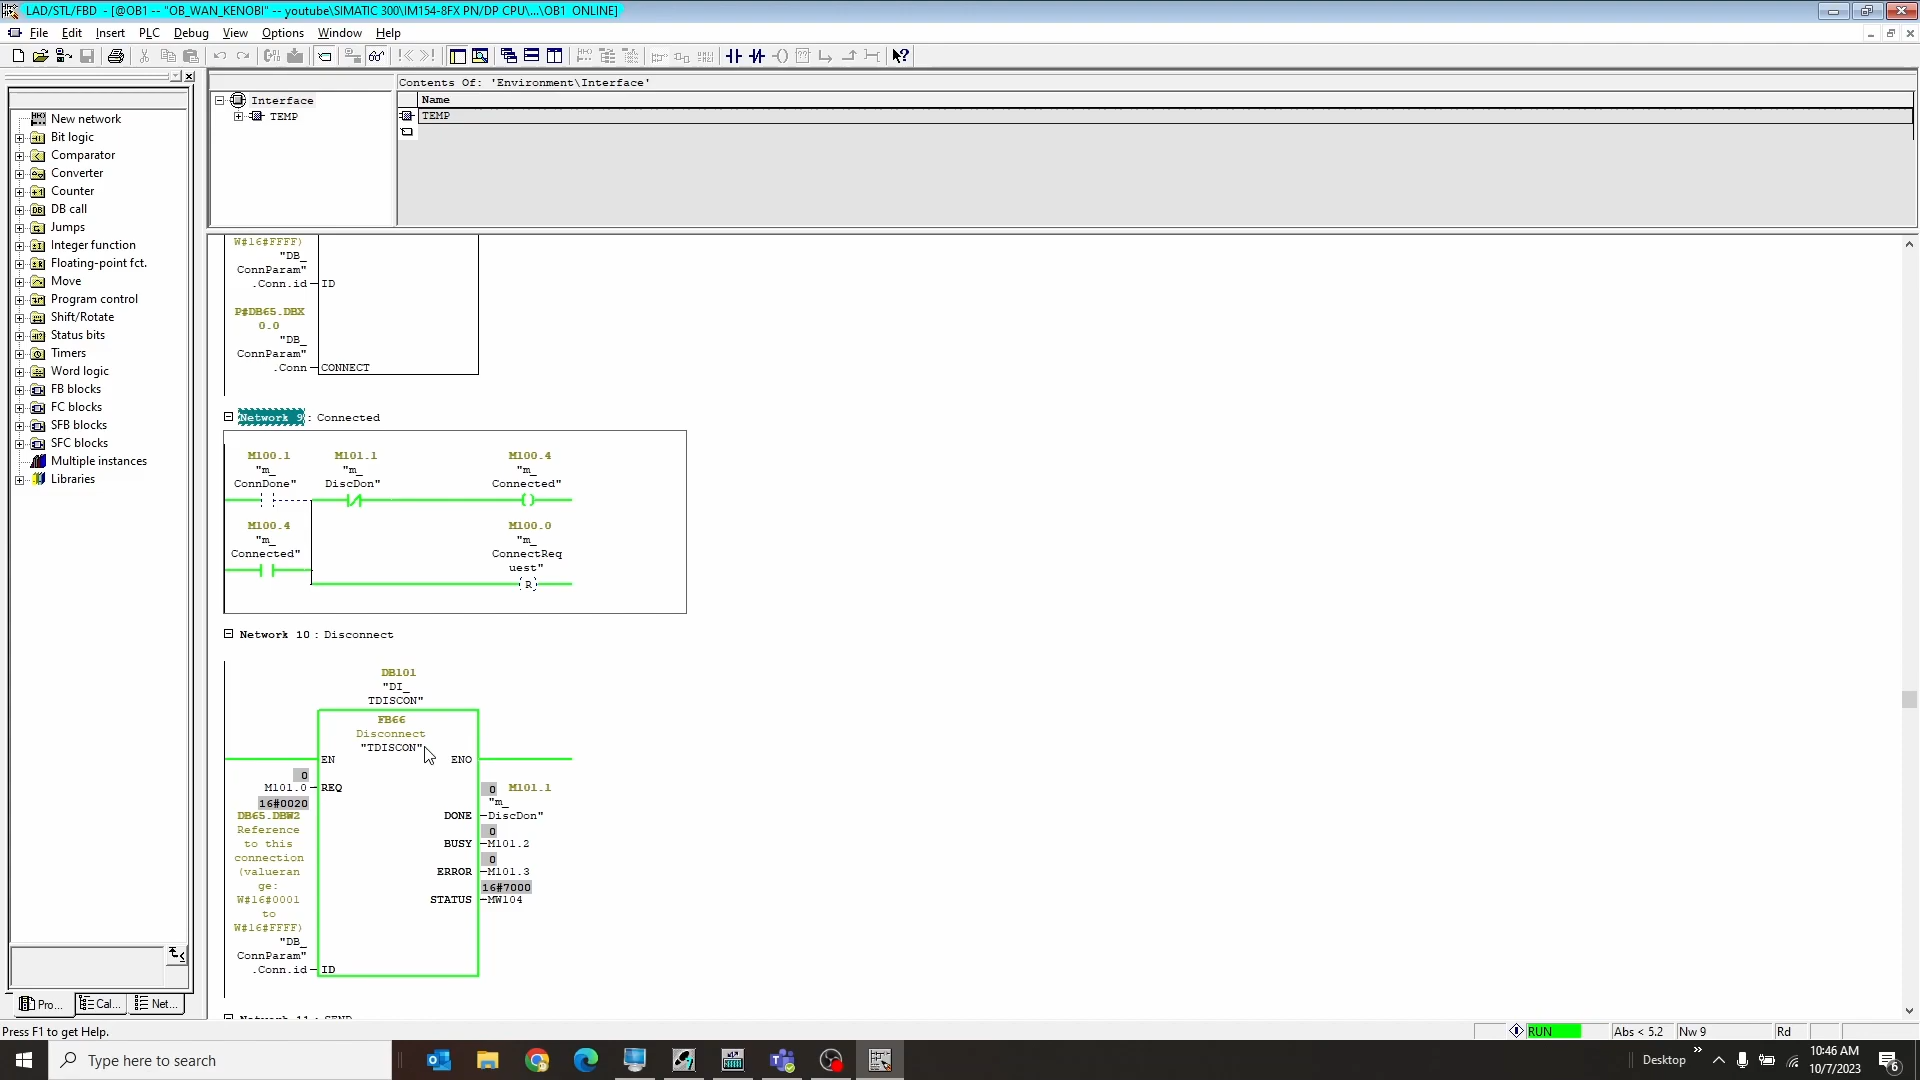 LAD/STL/FBD - [@OB1 -- "OB_WAN_KENOBI" -- youtube\SIMATIC 300\IM154-8FX PN/DP CPU\...\OB1 ONLINE]
File Edit Insert PLC Debug View Options Window Help
Contents Of: 'Environment\Interface'
Interface
TEMP
Name
TEMP
New network
Bit logic
Comparator
Converter
Counter
DB call
Jumps
Integer function
Floating-point fct.
Move
Program control
Shift/Rotate
Status bits
Timers
Word logic
FB blocks
FC blocks
SFB blocks
SFC blocks
Multiple instances
Libraries
Pro... Cal... Net...
W#16#FFFF)
"DB_
ConnParam"
.Conn.id ID
P#DB65.DBX
0.0
"DB_
ConnParam"
.Conn CONNECT
Network 9 : Connected
M100.1 M101.1 M100.4
"m_ "m_ "m_
ConnDone" DiscDon" Connected"
M100.4 M100.0
"m_ "m_
Connected" ConnectReq
uest"
R
Network 10 : Disconnect
DB101
"DI_
TDISCON"
FB66
Disconnect
"TDISCON"
EN ENO
0
M101.0 REQ
0 M101.1
"m_
16#0020
DB65.DBW2 DONE DiscDon"
Reference 0
to this BUSY M101.2
connection 0
(valueran ERROR M101.3
ge: 16#7000
W#16#0001 STATUS MW104
to
W#16#FFFF)
"DB_
ConnParam"
.Conn.id ID
Network 11 : SEND
Press F1 to get Help.
RUN Abs < 5.2 Nw 9 Rd
Type here to search
Desktop
10:46 AM
10/7/2023
6